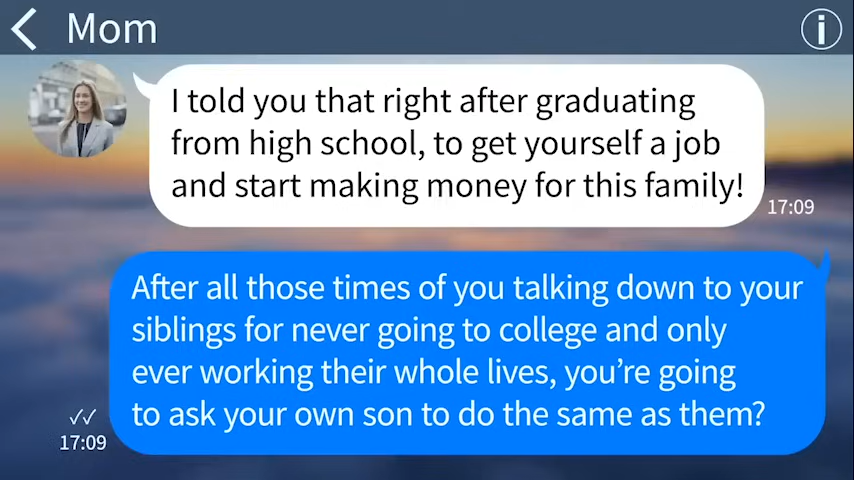 Mom
I told you that right after graduating
from high school, to get yourself a job
and start making money for this family!
17:09
After all those times of you talking down to your
siblings for never going to college and only
ever working their whole lives, you’re going
to ask your own son to do the same as them?
17:09